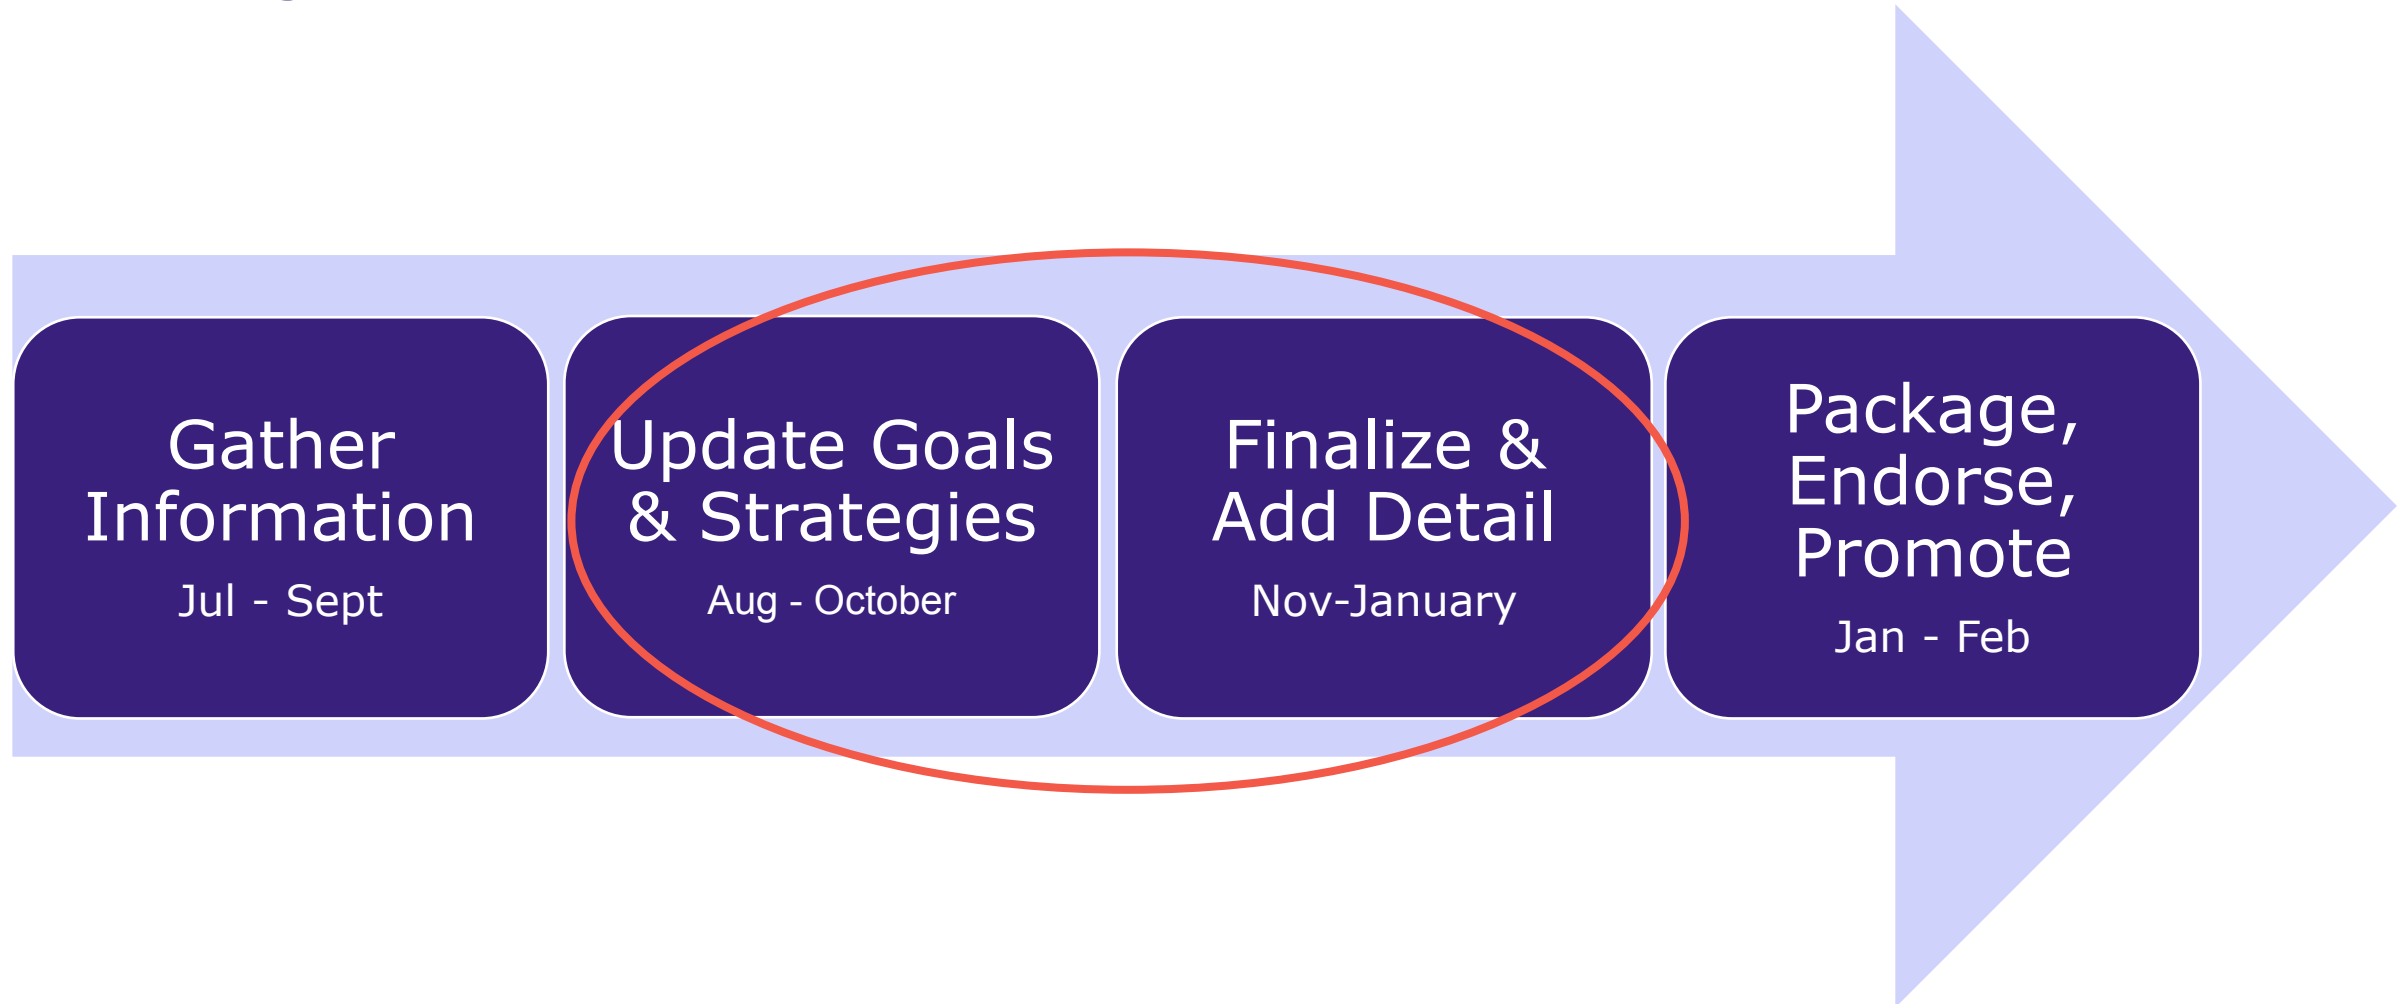 Gather
Information
Jul - Sept
Update Goals
& Strategies
Aug - October
Finalize &
Add Detail
Nov-January
Package,
Endorse,
Promote
Jan - Feb